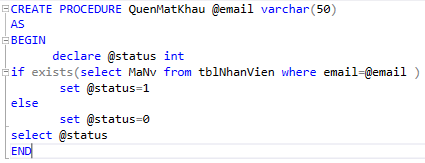 CREATE PROCEDURE QuenMatKhau @email varchar(50)
AS
BEGIN
declare @status int
if exists(select MaNv from tblNhanVien where email=@email )
set @status=1
else
set @status=0
select @status
END